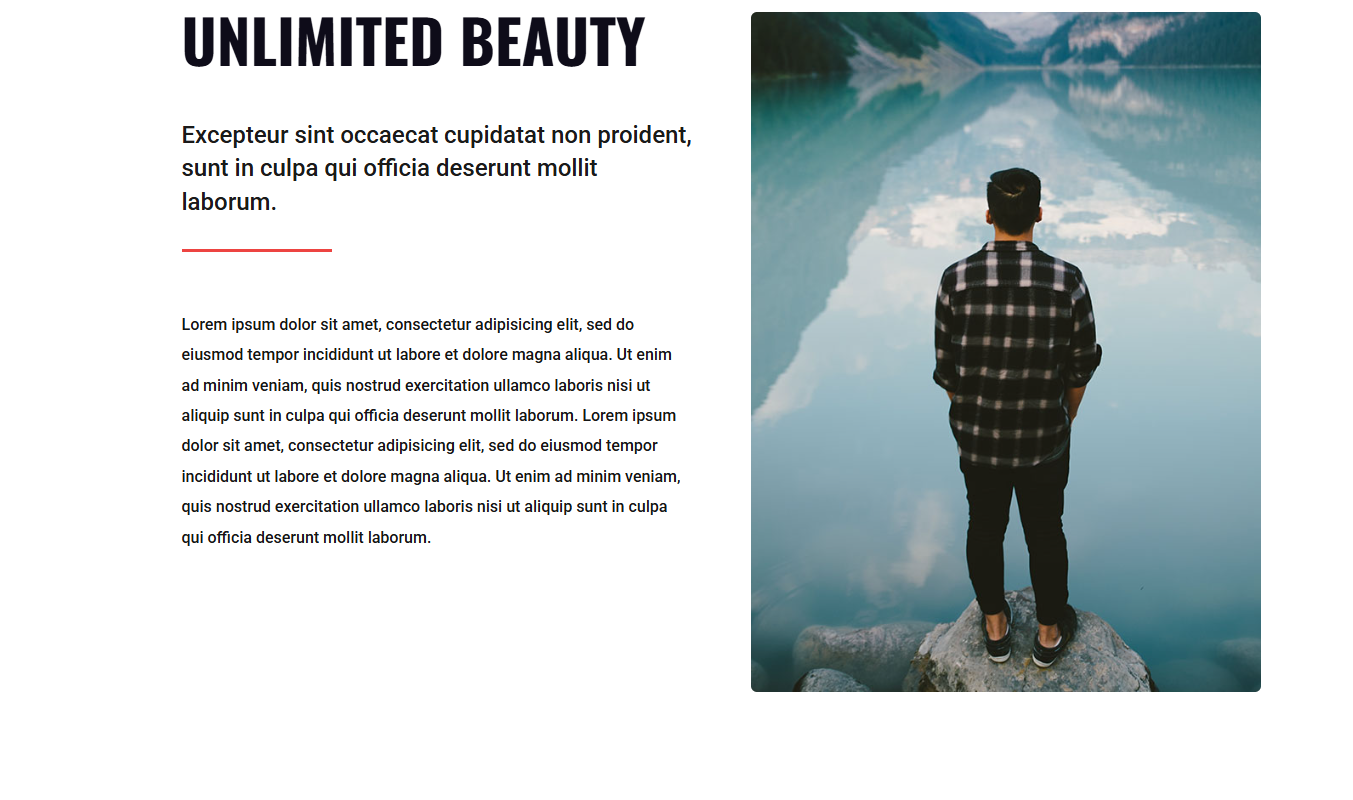 UNLIMITED BEAUTY
Excepteur sint occaecat cupidatat non proident,
sunt in culpa qui officia deserunt mollit
laborum.
Lorem ipsum dolor sit amet, consectetur adipisicing elit, sed do
eiusmod tempor incididunt ut labore et dolore magna aliqua. Ut enim
ad minim veniam, quis nostrud exercitation ullamco laboris nisi ut
aliquip sunt in culpa qui officia deserunt mollit laborum. Lorem ipsum
dolor sit amet, consectetur adipisicing elit, sed do eiusmod tempor
incididunt ut labore et dolore magna aliqua. Ut enim ad minim veniam,
quis nostrud exercitation ullamco laboris nisi ut aliquip sunt in culpa
qui officia deserunt mollit laborum.